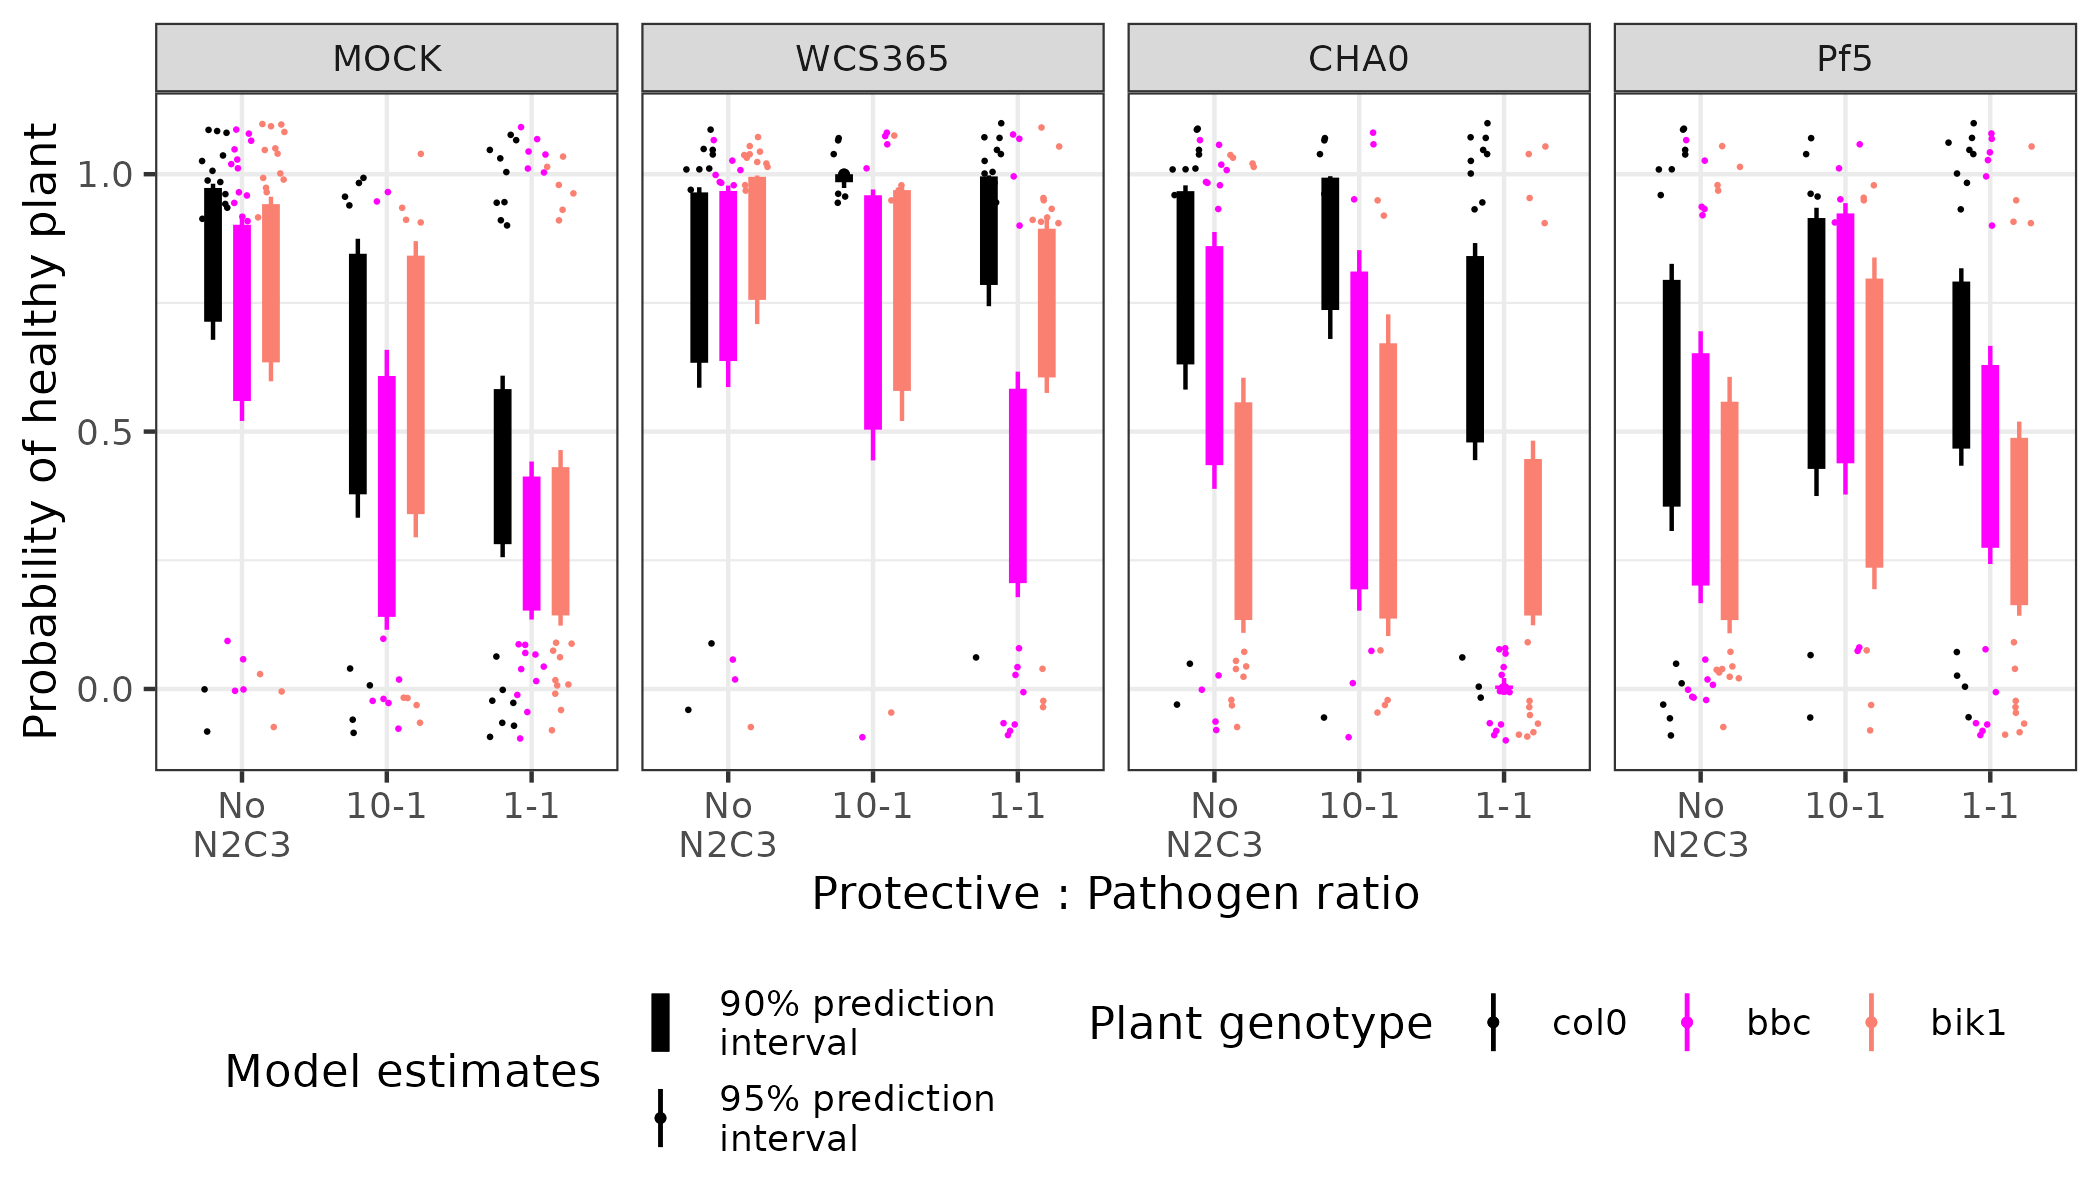 MOCK
WCS365
CHA0
Pf5
Probability of healthy plant
1.0
0.5
0.0
No
N2C3
10-1
1-1
No
N2C3
10-1
1-1
No
N2C3
10-1
1-1
No
N2C3
10-1
1-1
Protective : Pathogen ratio
Model estimates
90% prediction
interval
95% prediction
interval
Plant genotype
col0
bbc
bik1